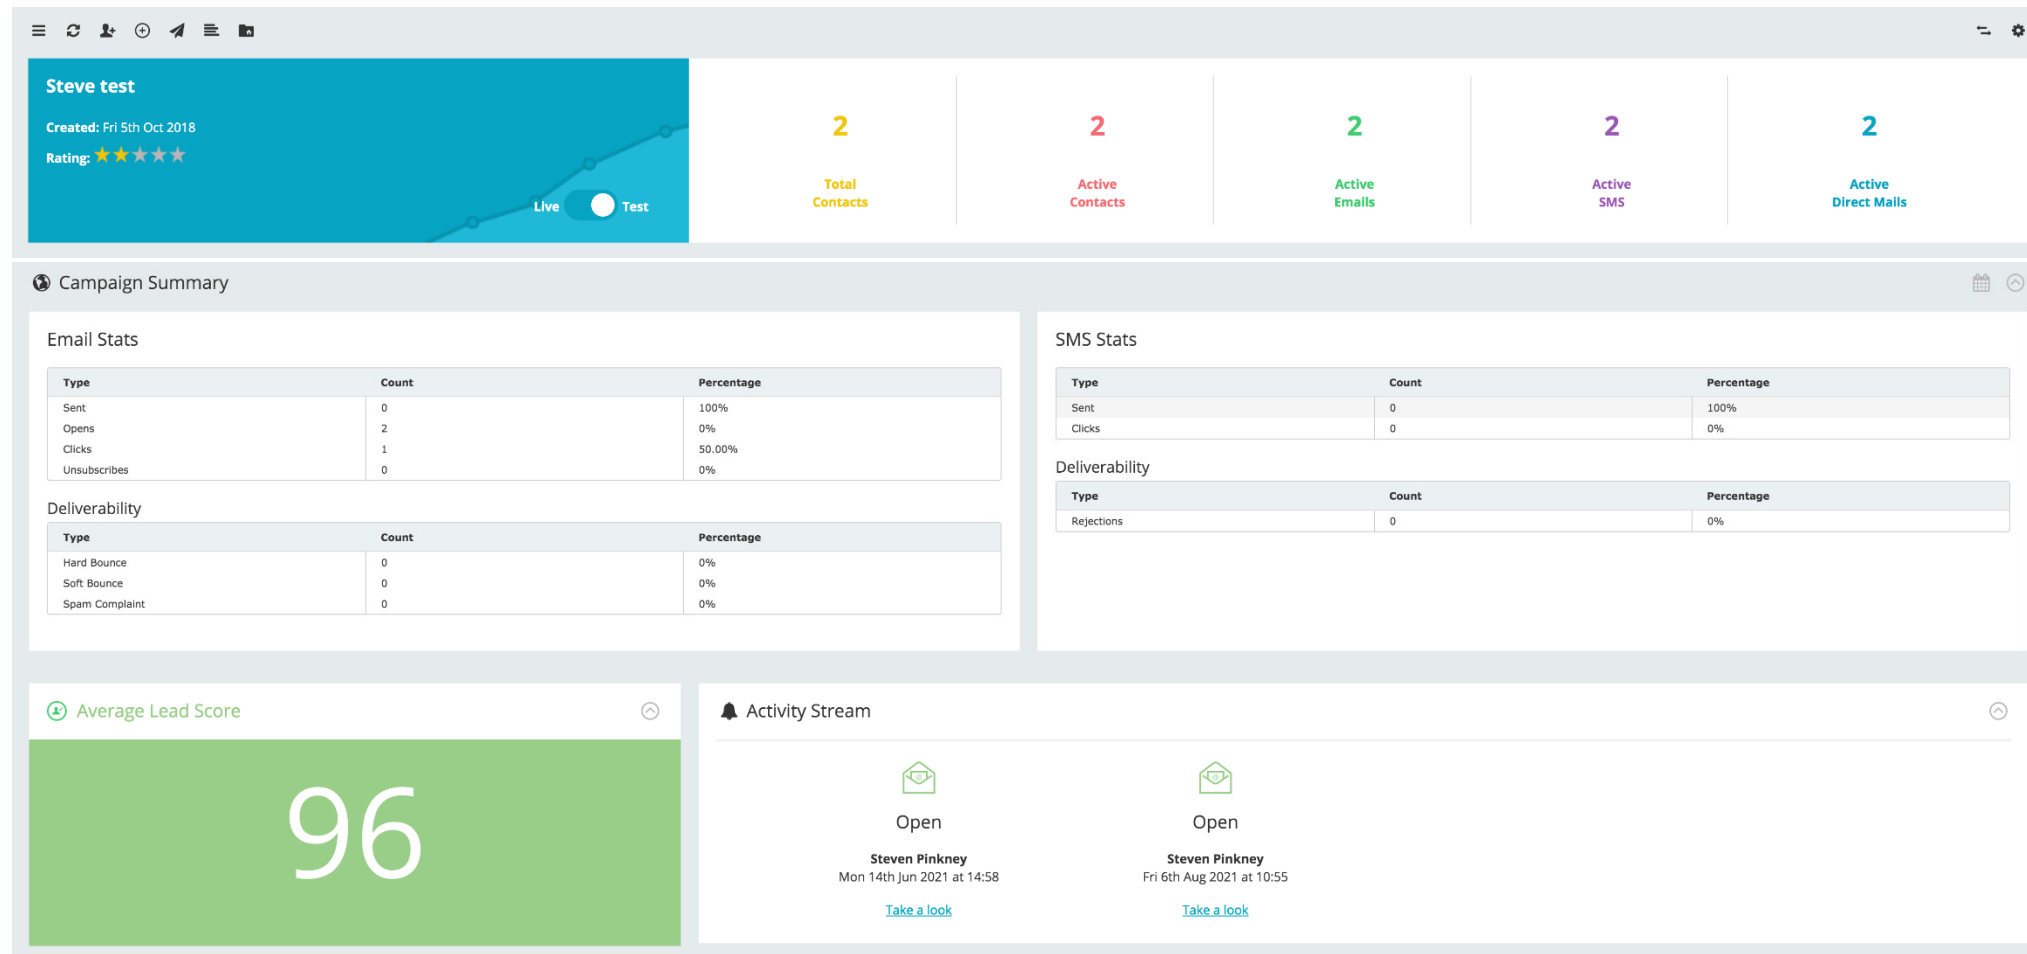 Steve test
Created: Fri 5th Oct 2018
Rating:
Live Test
2
Total
Contacts
2
Active
Contacts
2
Active
Emails
2
Active
SMS
2
Active
Direct Mails
Campaign Summary
Email Stats
Type Count Percentage
Sent 0 100%
Opens 2 0%
Clicks 1 50.00%
Unsubscribes 0 0%
Deliverability
Type Count Percentage
Hard Bounce 0 0%
Soft Bounce 0 0%
Spam Complaint 0 0%
SMS Stats
Type Count Percentage
Sent 0 100%
Clicks 0 0%
Deliverability
Type Count Percentage
Rejections 0 0%
Average Lead Score
96
Activity Stream
Open
Steven Pinkney
Mon 14th Jun 2021 at 14:58
Take a look
Open
Steven Pinkney
Fri 6th Aug 2021 at 10:55
Take a look